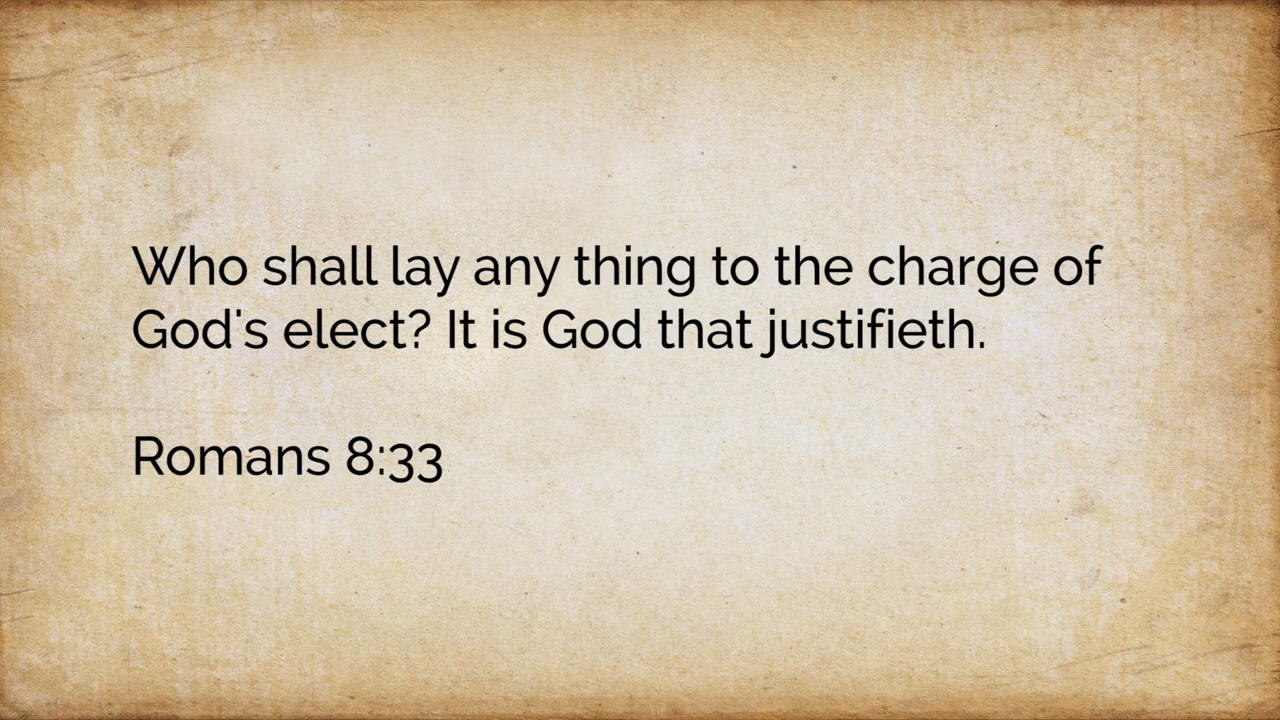 Who shall lay any thing to the charge of
God's elect? It is God that justifieth.
Romans 8:33